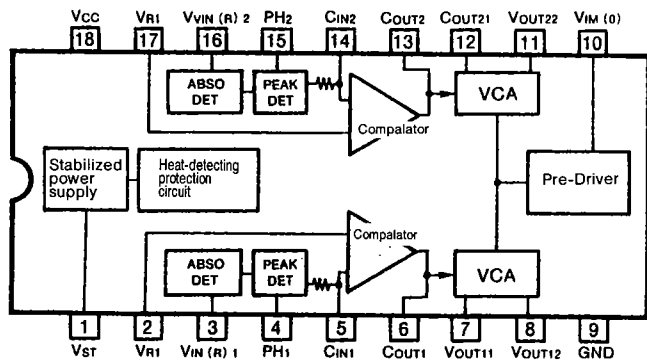 VCC VR1 VVIN (R) 2 PH2 CIN2 COUT2 COUT21 VOUT22 VIM (0)
18 17 16 15 14 13 12 11 10
ABSO DET
PEAK DET
VCA
Compalator
Stabilized power supply
Heat-detecting protection circuit
Pre-Driver
Compalator
ABSO DET
PEAK DET
VCA
1 2 3 4 5 6 7 8 9
VST VR1 VIN (R) 1 PH1 CIN1 COUT1 VOUT11 VOUT12 GND